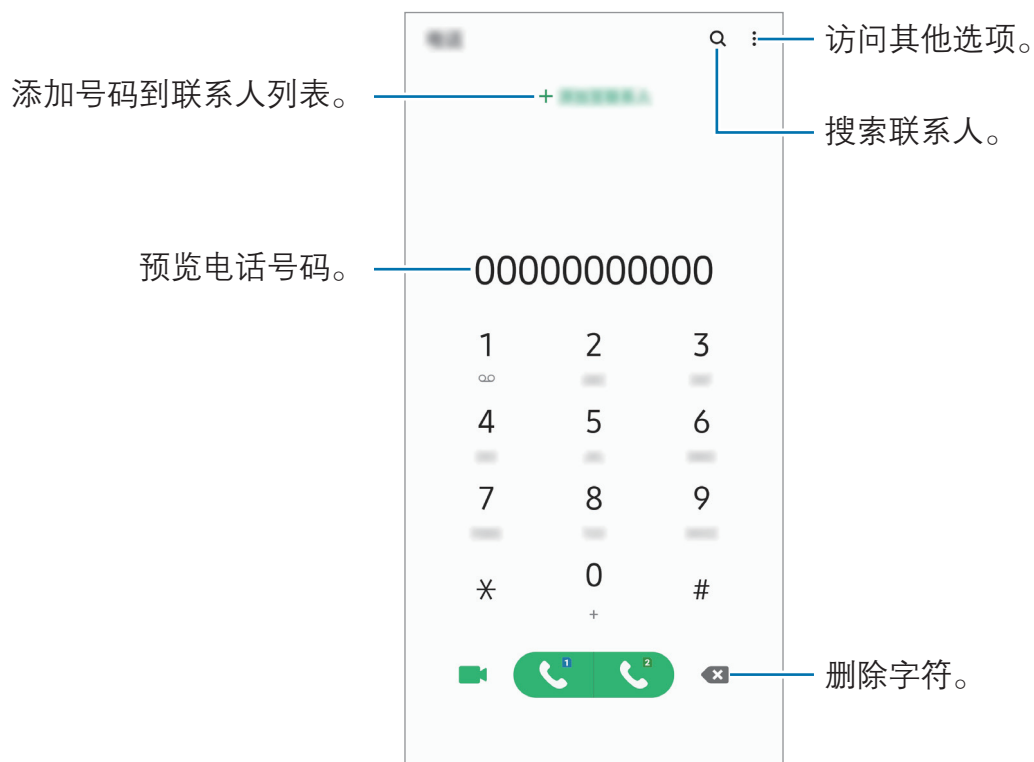 访问其他选项。
添加号码到联系人列表。
搜索联系人。
预览电话号码。
00000000000
1 2 3
4 5 6
7 8 9
* 0 #
+
1 2
删除字符。